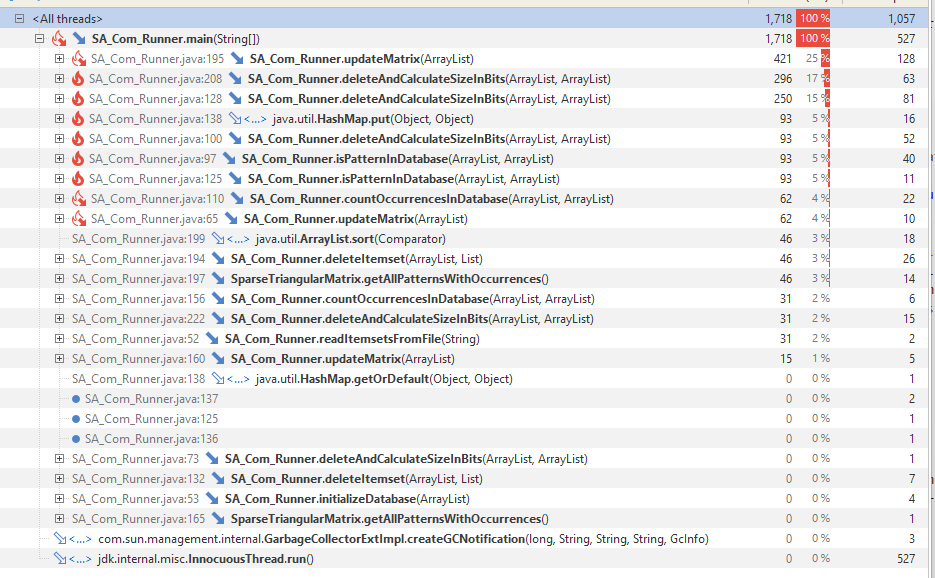 <All threads> 1,718 100 % 1,057
SA_Com_Runner.main(String[]) 1,718 100 % 527
SA_Com_Runner.java:195 SA_Com_Runner.updateMatrix(ArrayList) 421 25 % 128
SA_Com_Runner.java:208 SA_Com_Runner.deleteAndCalculateSizeInBits(ArrayList, ArrayList) 296 17 % 63
SA_Com_Runner.java:128 SA_Com_Runner.deleteAndCalculateSizeInBits(ArrayList, ArrayList) 250 15 % 81
SA_Com_Runner.java:138 <...> java.util.HashMap.put(Object, Object) 93 5 % 16
SA_Com_Runner.java:100 SA_Com_Runner.deleteAndCalculateSizeInBits(ArrayList, ArrayList) 93 5 % 52
SA_Com_Runner.java:97 SA_Com_Runner.isPatternInDatabase(ArrayList, ArrayList) 93 5 % 40
SA_Com_Runner.java:125 SA_Com_Runner.isPatternInDatabase(ArrayList, ArrayList) 93 5 % 11
SA_Com_Runner.java:110 SA_Com_Runner.countOccurrencesInDatabase(ArrayList, ArrayList) 62 4 % 22
SA_Com_Runner.java:65 SA_Com_Runner.updateMatrix(ArrayList) 62 4 % 10
SA_Com_Runner.java:199 <...> java.util.ArrayList.sort(Comparator) 46 3 % 18
SA_Com_Runner.java:194 SA_Com_Runner.deleteItemset(ArrayList, List) 46 3 % 26
SA_Com_Runner.java:197 SparseTriangularMatrix.getAllPatternsWithOccurrences() 46 3 % 14
SA_Com_Runner.java:156 SA_Com_Runner.countOccurrencesInDatabase(ArrayList, ArrayList) 31 2 % 6
SA_Com_Runner.java:222 SA_Com_Runner.deleteAndCalculateSizeInBits(ArrayList, ArrayList) 31 2 % 15
SA_Com_Runner.java:52 SA_Com_Runner.readItemsetsFromFile(String) 31 2 % 2
SA_Com_Runner.java:160 SA_Com_Runner.updateMatrix(ArrayList) 15 1 % 5
SA_Com_Runner.java:138 <...> java.util.HashMap.getOrDefault(Object, Object) 0 0 % 1
SA_Com_Runner.java:137 0 0 % 2
SA_Com_Runner.java:125 0 0 % 1
SA_Com_Runner.java:136 0 0 % 1
SA_Com_Runner.java:73 SA_Com_Runner.deleteAndCalculateSizeInBits(ArrayList, ArrayList) 0 0 % 1
SA_Com_Runner.java:132 SA_Com_Runner.deleteItemset(ArrayList, List) 0 0 % 7
SA_Com_Runner.java:53 SA_Com_Runner.initializeDatabase(ArrayList) 0 0 % 4
SA_Com_Runner.java:165 SparseTriangularMatrix.getAllPatternsWithOccurrences() 0 0 % 1
<...> com.sun.management.internal.GarbageCollectorExtImpl.createGCNotification(long, String, String, String, GcInfo) 0 0 % 3
<...> jdk.internal.misc.InnocuousThread.run() 0 0 % 527